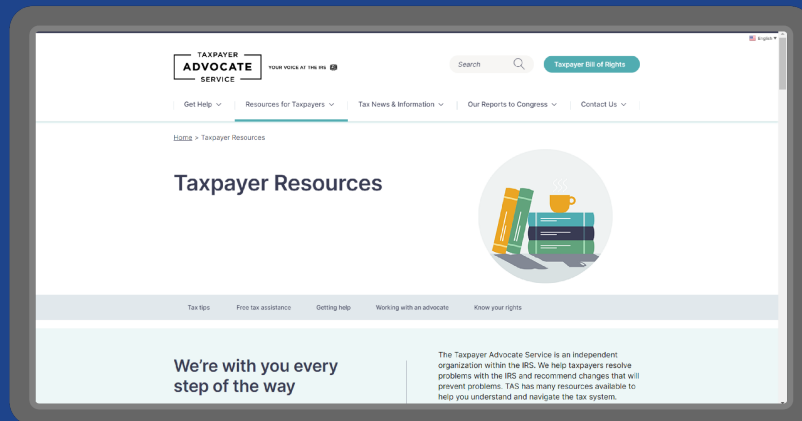 English
TAXPAYER
ADVOCATE
SERVICE
YOUR VOICE AT THE IRS
Search
Taxpayer Bill of Rights
Get Help
Resources for Taxpayers
Tax News & Information
Our Reports to Congress
Contact Us
Home > Taxpayer Resources
Taxpayer Resources
Tax tips
Free tax assistance
Getting help
Working with an advocate
Know your rights
We're with you every
step of the way
The Taxpayer Advocate Service is an independent
organization within the IRS. We help taxpayers resolve
problems with the IRS and recommend changes that will
prevent problems. TAS has many resources available to
help you understand and navigate the tax system.